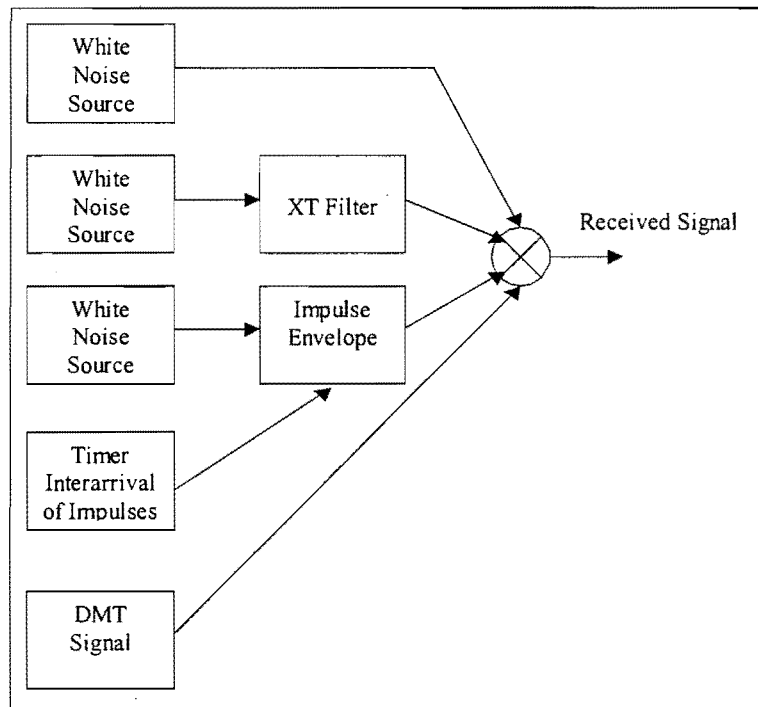 White
Noise
Source
White
Noise
Source
XT Filter
Received Signal
White
Noise
Source
Impulse
Envelope
Timer
Interarrival
of Impulses
DMT
Signal